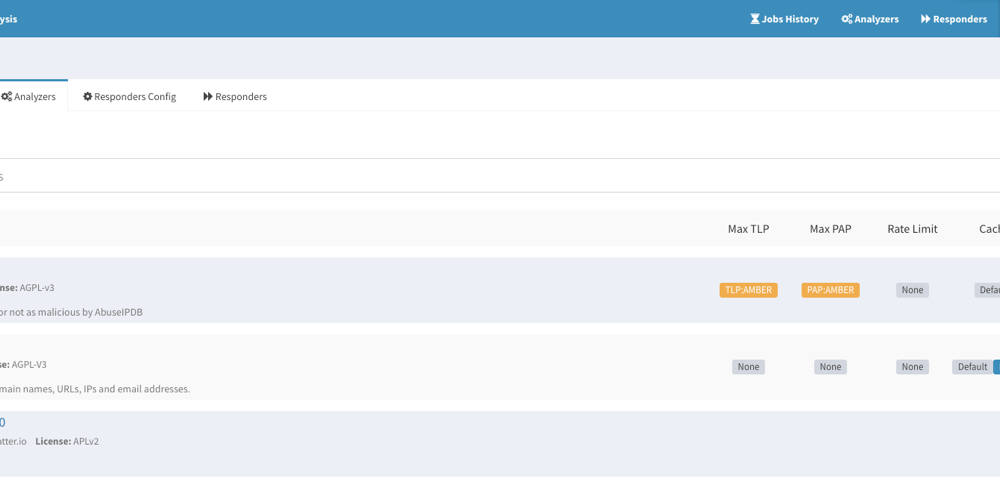 ysis Jobs History Analyzers Responders
Analyzers Responders Config Responders
s
Max TLP Max PAP Rate Limit Cach
nse: AGPL-v3 TLP:AMBER PAP:AMBER None Defau
or not as malicious by AbuseIPDB
se: AGPL-V3 None None None Default
main names, URLs, IPs and email addresses.
0
atter.io License: APLv2